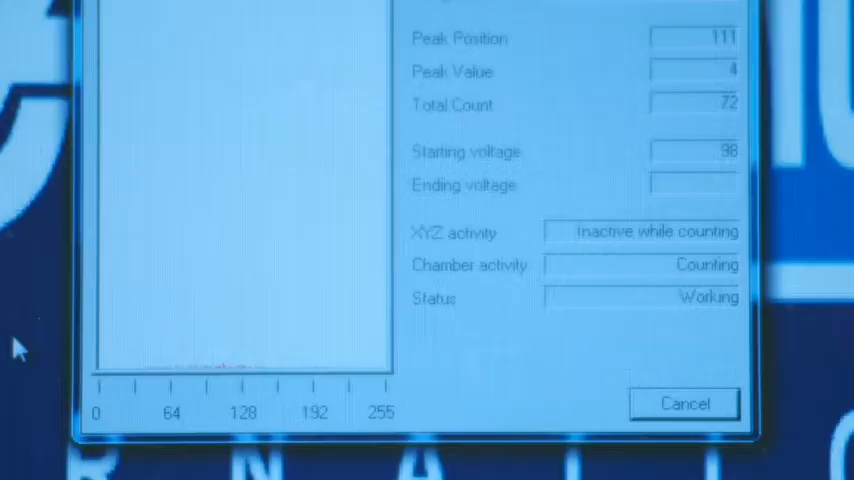 Peak Position 111
Peak Value 4
Total Count 72
Starting voltage 98
Ending voltage
XYZ activity Inactive while counting
Chamber activity Counting
Status Working
0 64 128 192 255
Cancel
R N A T